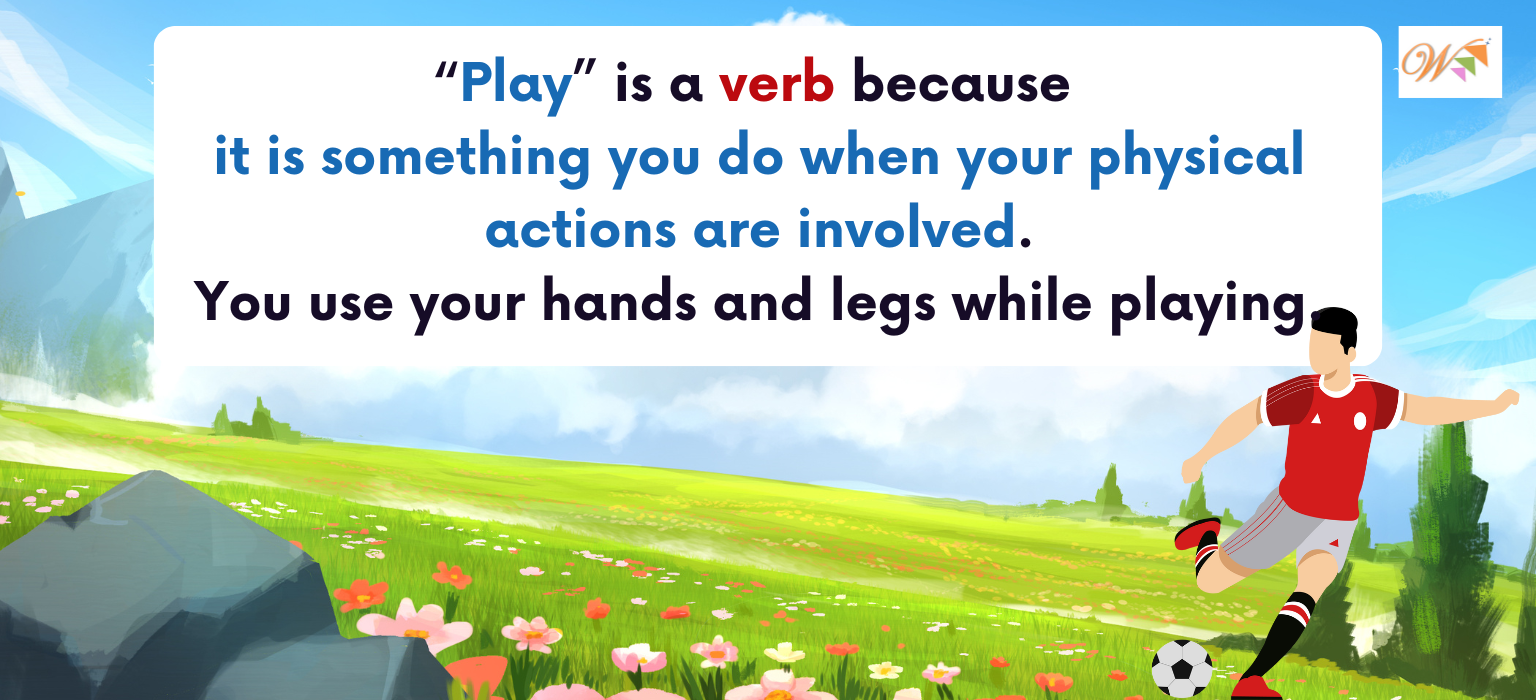 “Play” is a verb because
it is something you do when your physical
actions are involved.
You use your hands and legs while playing.
W